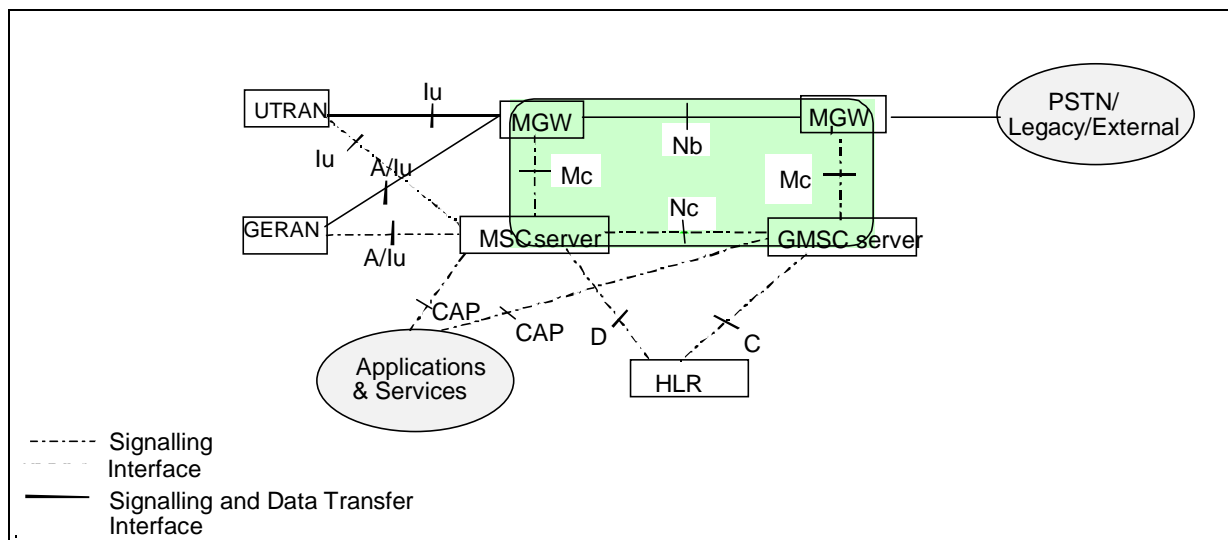 Iu
UTRAN
MGW
MGW
PSTN/
Legacy/External
Nb
Iu
A/Iu
Mc
Mc
Nc
GERAN
A/Iu
MSC server
GMSC server
CAP
CAP
D
C
Applications
& Services
HLR
Signalling
Interface
Signalling and Data Transfer
Interface